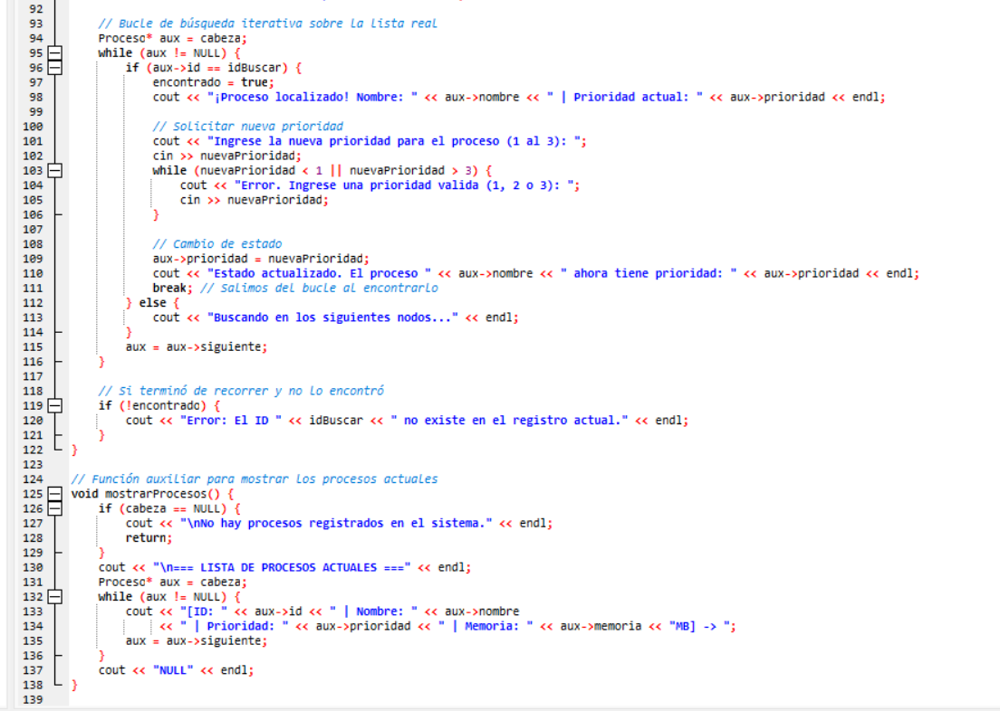 92
93 // Bucle de búsqueda iterativa sobre la lista real
94 Proceso* aux = cabeza;
95 while (aux != NULL) {
96 if (aux->id == idBuscar) {
97 encontrado = true;
98 cout << "¡Proceso localizado! Nombre: " << aux->nombre << " | Prioridad actual: " << aux->prioridad << endl;
99
100 // Solicitar nueva prioridad
101 cout << "Ingrese la nueva prioridad para el proceso (1 al 3): ";
102 cin >> nuevaPrioridad;
103 while (nuevaPrioridad < 1 || nuevaPrioridad > 3) {
104 cout << "Error. Ingrese una prioridad valida (1, 2 o 3): ";
105 cin >> nuevaPrioridad;
106 }
107
108 // Cambio de estado
109 aux->prioridad = nuevaPrioridad;
110 cout << "Estado actualizado. El proceso " << aux->nombre << " ahora tiene prioridad: " << aux->prioridad << endl;
111 break; // Salimos del bucle al encontrarlo
112 } else {
113 cout << "Buscando en los siguientes nodos..." << endl;
114 }
115 aux = aux->siguiente;
116 }
117
118 // Si terminó de recorrer y no lo encontró
119 if (!encontrado) {
120 cout << "Error: El ID " << idBuscar << " no existe en el registro actual." << endl;
121 }
122 }
123
124 // Función auxiliar para mostrar los procesos actuales
125 void mostrarProcesos() {
126 if (cabeza == NULL) {
127 cout << "\nNo hay procesos registrados en el sistema." << endl;
128 return;
129 }
130 cout << "\n=== LISTA DE PROCESOS ACTUALES ===" << endl;
131 Proceso* aux = cabeza;
132 while (aux != NULL) {
133 cout << "[ID: " << aux->id << " | Nombre: " << aux->nombre
134 << " | Prioridad: " << aux->prioridad << " | Memoria: " << aux->memoria << "MB] -> ";
135 aux = aux->siguiente;
136 }
137 cout << "NULL" << endl;
138 }
139